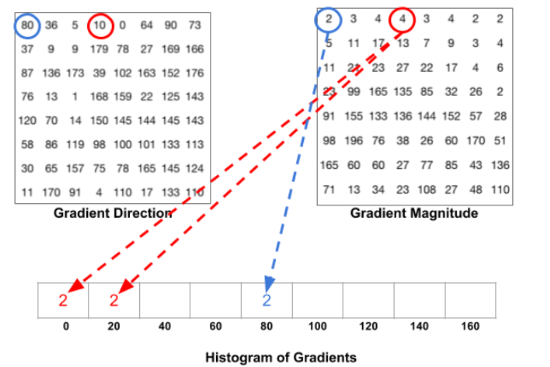 80 36 5 10 0 64 90 73
37 9 9 179 78 27 169 166
87 136 173 39 102 163 152 176
76 13 1 168 159 22 125 143
120 70 14 150 145 144 145 143
58 86 119 98 100 101 133 113
30 65 157 75 78 165 145 124
11 170 91 4 110 17 133 110
Gradient Direction
2 3 4 4 3 4 2 2
5 11 17 13 7 9 3 4
11 21 23 27 22 17 4 6
23 99 165 135 85 32 26 2
91 155 133 136 144 152 57 28
98 196 76 38 26 60 170 51
165 60 60 27 77 85 43 136
71 13 34 23 108 27 48 110
Gradient Magnitude
2 2 2
0 20 40 60 80 100 120 140 160
Histogram of Gradients